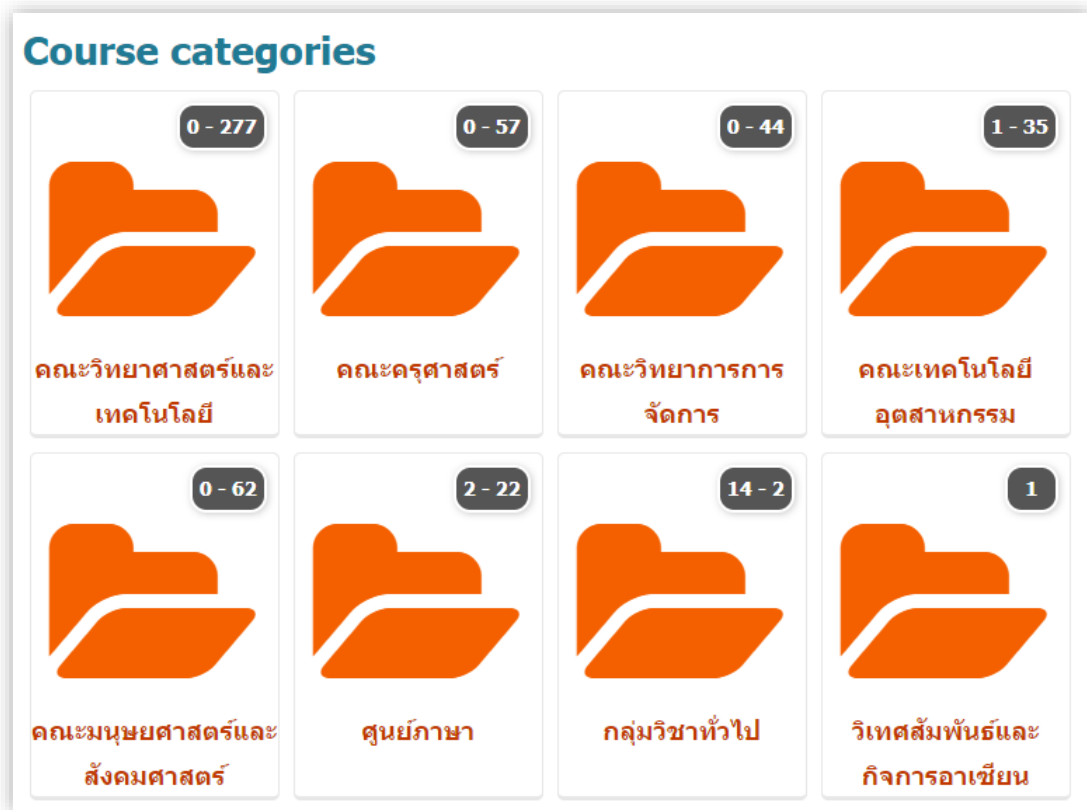 Course categories
0 - 277
คณะวิทยาศาสตร์และ
เทคโนโลยี
0 - 57
คณะครุศาสตร์
0 - 44
คณะวิทยาการการ
จัดการ
1 - 35
คณะเทคโนโลยี
อุตสาหกรรม
0 - 62
คณะมนุษยศาสตร์และ
สังคมศาสตร์
2 - 22
ศูนย์ภาษา
14 - 2
กลุ่มวิชาทั่วไป
1
วิเทศสัมพันธ์และ
กิจการอาเซียน